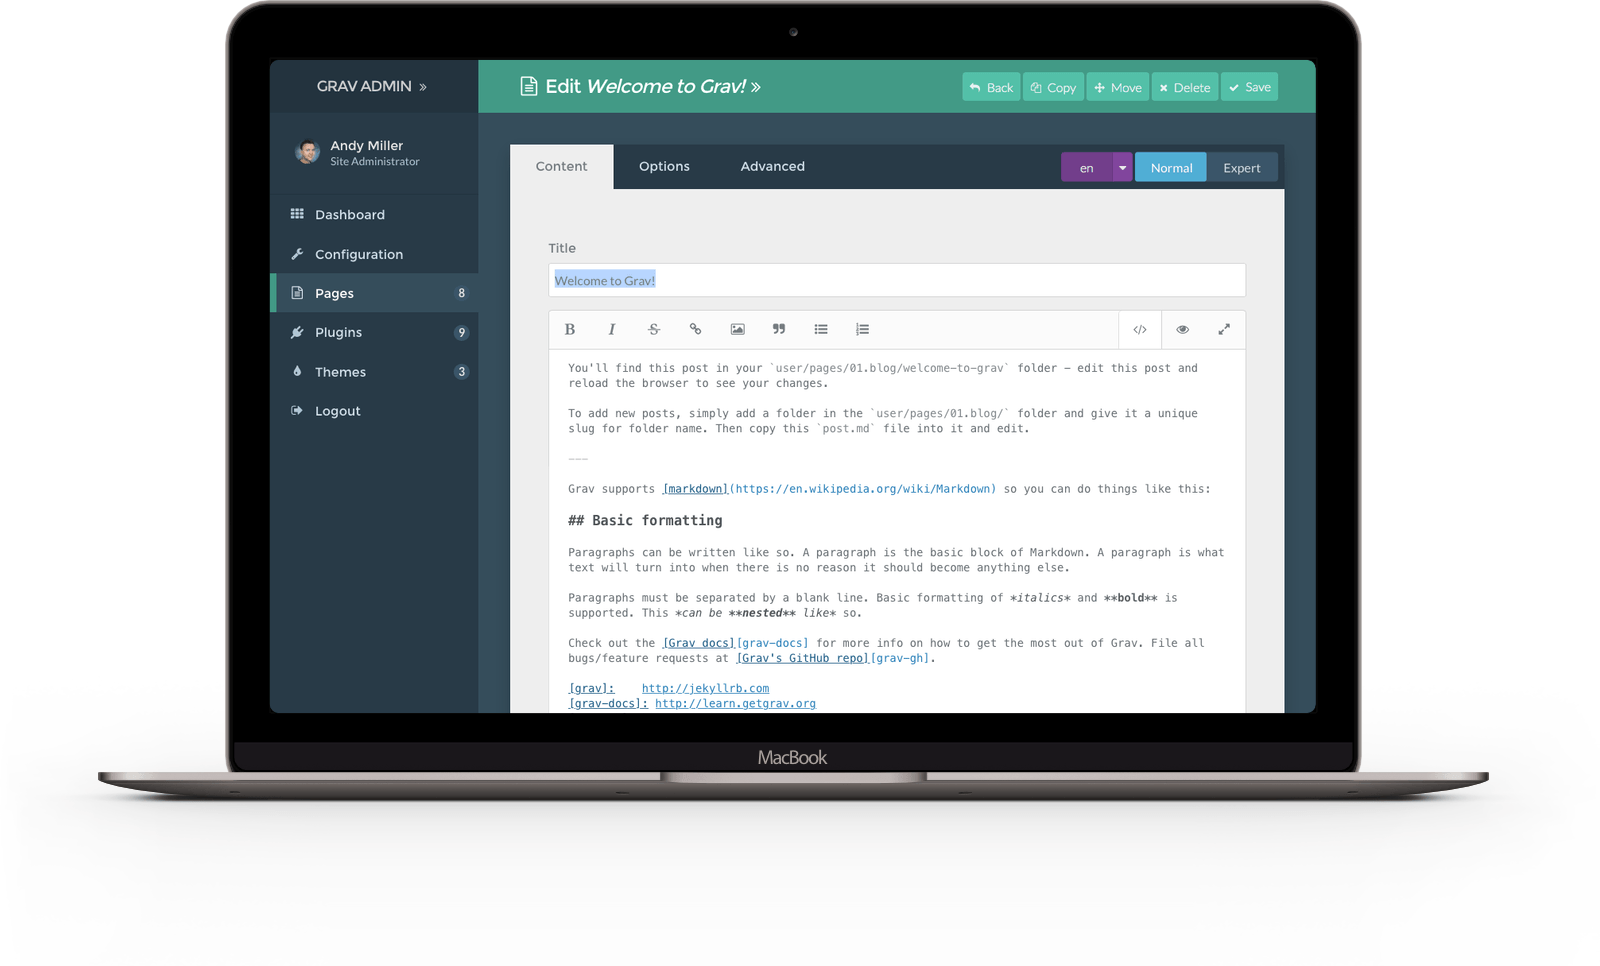 GRAV ADMIN »
Andy Miller
Site Administrator
Dashboard
Configuration
Pages 8
Plugins 9
Themes 3
Logout
Edit Welcome to Grav! »
Back Copy Move Delete Save
Content Options Advanced en Normal Expert
Title
Welcome to Grav!
B I S
You'll find this post in your `user/pages/01.blog/welcome-to-grav` folder - edit this post and
reload the browser to see your changes.
To add new posts, simply add a folder in the `user/pages/01.blog/` folder and give it a unique
slug for folder name. Then copy this `post.md` file into it and edit.
---
Grav supports [markdown](https://en.wikipedia.org/wiki/Markdown) so you can do things like this:
## Basic formatting
Paragraphs can be written like so. A paragraph is the basic block of Markdown. A paragraph is what
text will turn into when there is no reason it should become anything else.
Paragraphs must be separated by a blank line. Basic formatting of *italics* and **bold** is
supported. This *can be **nested** like* so.
Check out the [Grav docs][grav-docs] for more info on how to get the most out of Grav. File all
bugs/feature requests at [Grav's GitHub repo][grav-gh].
[grav]: http://jekyllrb.com
[grav-docs]: http://learn.getgrav.org
MacBook